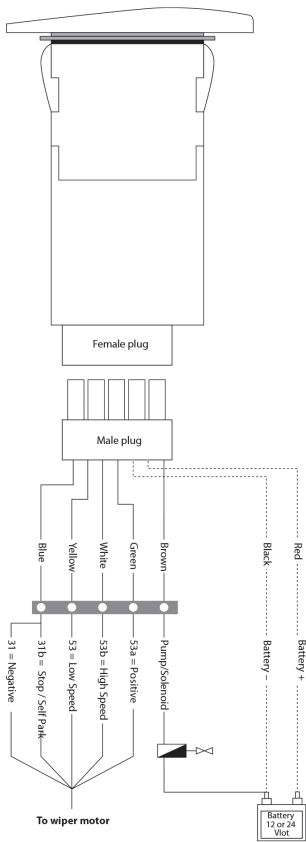 Female plug
Male plug
Blue
Yellow
White
Green
Brown
Black
Red
31 = Negative
31b = Stop / Self Park
53 = Low Speed
53b = High Speed
53a = Positive
Pump/Solenoid
Battery –
Battery +
To wiper motor
Battery
12 or 24
Vlot